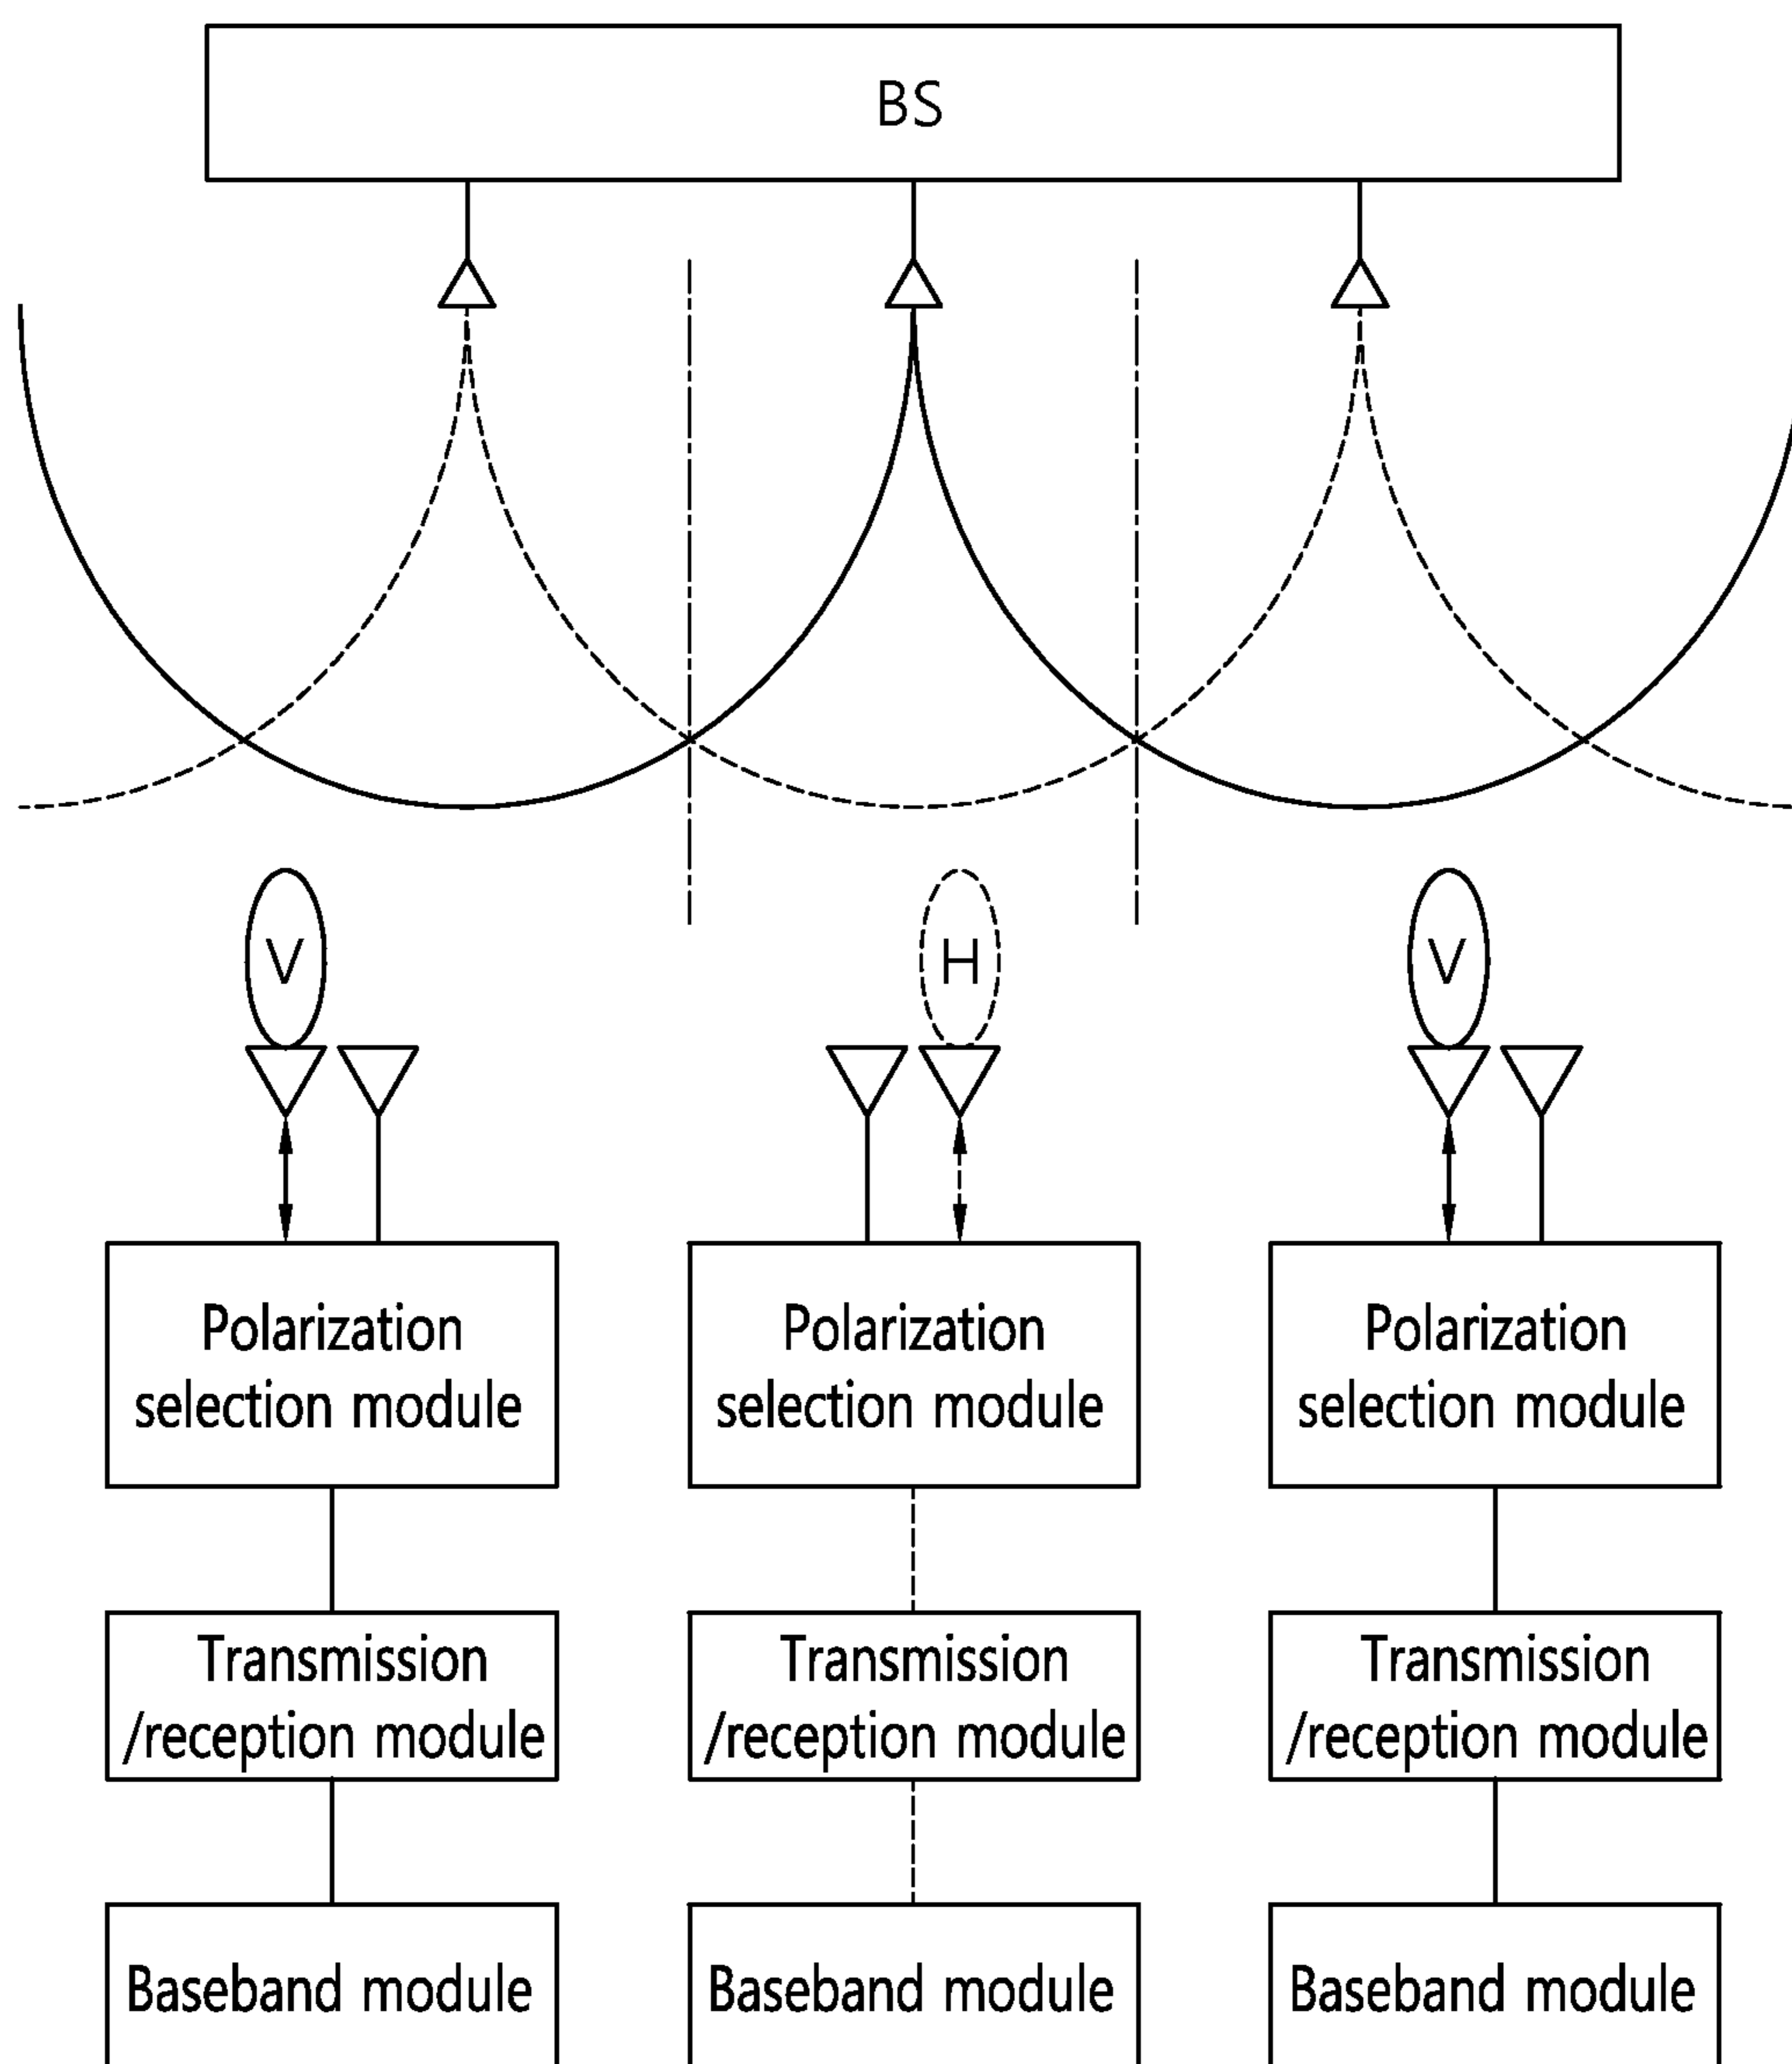 BS
V
H
V
Polarization
selection module
Polarization
selection module
Polarization
selection module
Transmission
/reception module
Transmission
/reception module
Transmission
/reception module
Baseband module
Baseband module
Baseband module